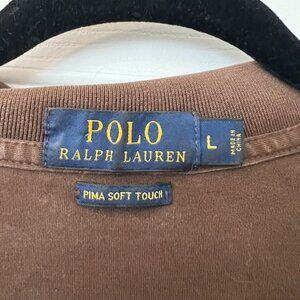 POLO
RALPH LAUREN
L
MADE IN
CHINA
PIMA SOFT TOUCH